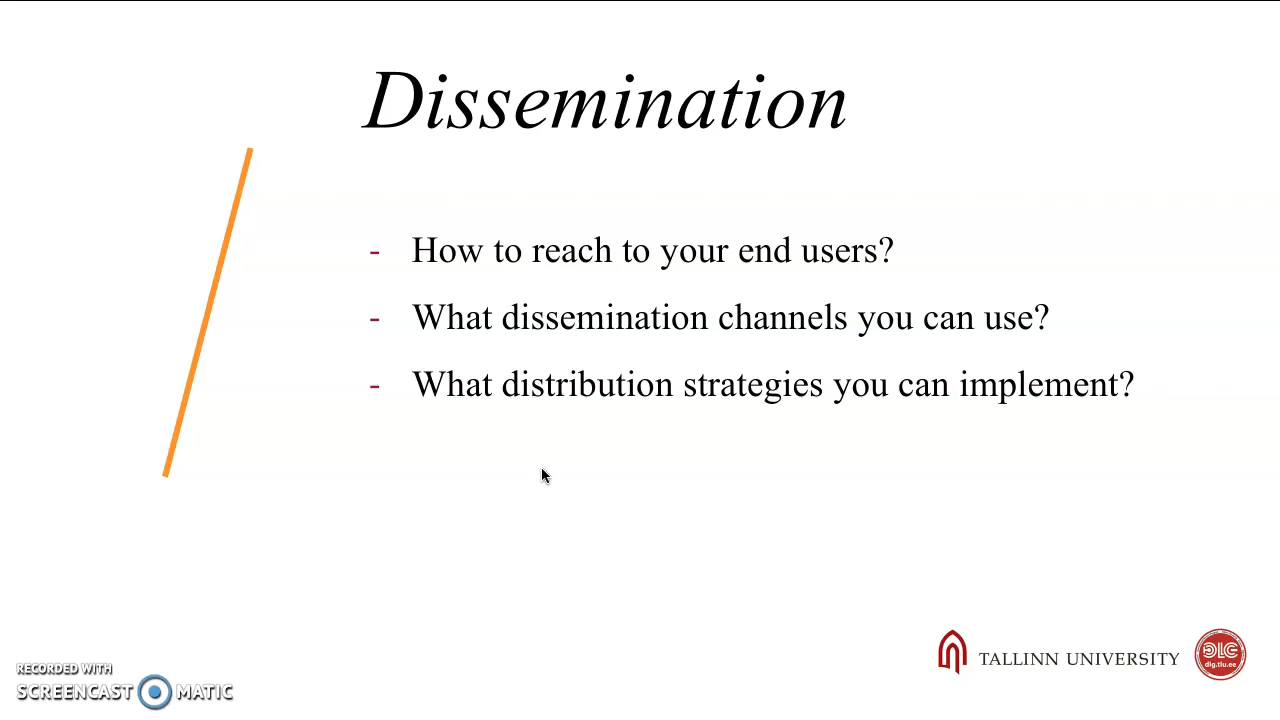 Dissemination
- How to reach to your end users?
- What dissemination channels you can use?
- What distribution strategies you can implement?
TALLINN UNIVERSITY
DLG
dlg.tlu.ee
RECORDED WITH
SCREENCAST MATIC